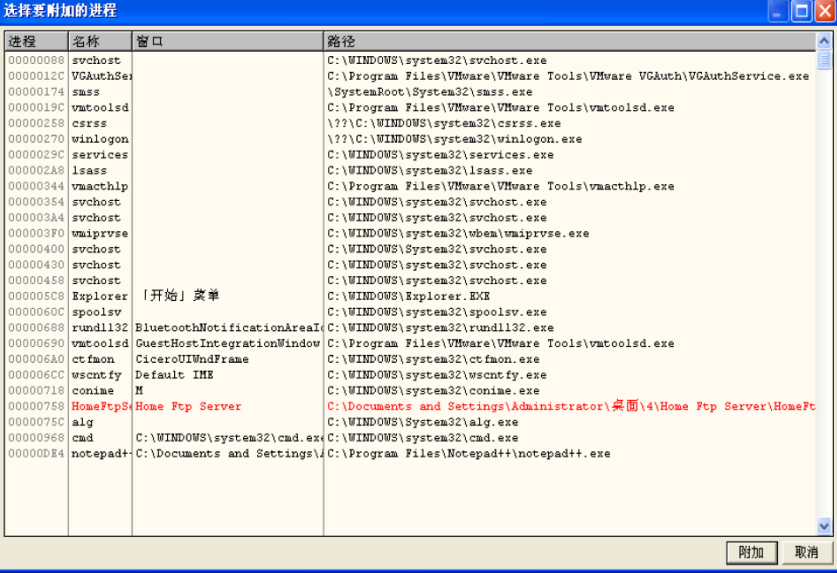 选择要附加的进程
进程 名称 窗口 路径
00000088 svchost C:\WINDOWS\system32\svchost.exe
0000012C VGAuthSe C:\Program Files\VMware\VMware Tools\VMware VGAuth\VGAuthService.exe
00000174 smss \SystemRoot\System32\smss.exe
0000019C vmtoolsd C:\Program Files\VMware\VMware Tools\vmtoolsd.exe
00000258 csrss \??\C:\WINDOWS\system32\csrss.exe
00000270 winlogon \??\C:\WINDOWS\system32\winlogon.exe
0000029C services C:\WINDOWS\system32\services.exe
000002A8 lsass C:\WINDOWS\system32\lsass.exe
00000344 vmacthlp C:\Program Files\VMware\VMware Tools\vmacthlp.exe
00000354 svchost C:\WINDOWS\system32\svchost.exe
000003A4 svchost C:\WINDOWS\system32\svchost.exe
000003F0 wmiprvse C:\WINDOWS\system32\wbem\wmiprvse.exe
00000400 svchost C:\WINDOWS\System32\svchost.exe
00000430 svchost C:\WINDOWS\system32\svchost.exe
00000458 svchost C:\WINDOWS\system32\svchost.exe
000005C8 Explorer 「开始」菜单 C:\WINDOWS\Explorer.EXE
0000060C spoolsv C:\WINDOWS\system32\spoolsv.exe
00000688 rundll32 BluetoothNotificationAreaIc C:\WINDOWS\system32\rundll32.exe
00000690 vmtoolsd GuestHostIntegrationWindow C:\Program Files\VMware\VMware Tools\vmtoolsd.exe
000006A0 ctfmon CiceroUIWndFrame C:\WINDOWS\system32\ctfmon.exe
000006CC wscntfy Default IME C:\WINDOWS\system32\wscntfy.exe
00000718 conime M C:\WINDOWS\system32\conime.exe
00000758 HomeFtpSe Home Ftp Server C:\Documents and Settings\Administrator\桌面\4\Home Ftp Server\HomeFt
0000075C alg C:\WINDOWS\System32\alg.exe
00000968 cmd C:\WINDOWS\system32\cmd.exe C:\WINDOWS\system32\cmd.exe
00000DE4 notepad+ C:\Documents and Settings\ C:\Program Files\Notepad++\notepad++.exe
附加 取消